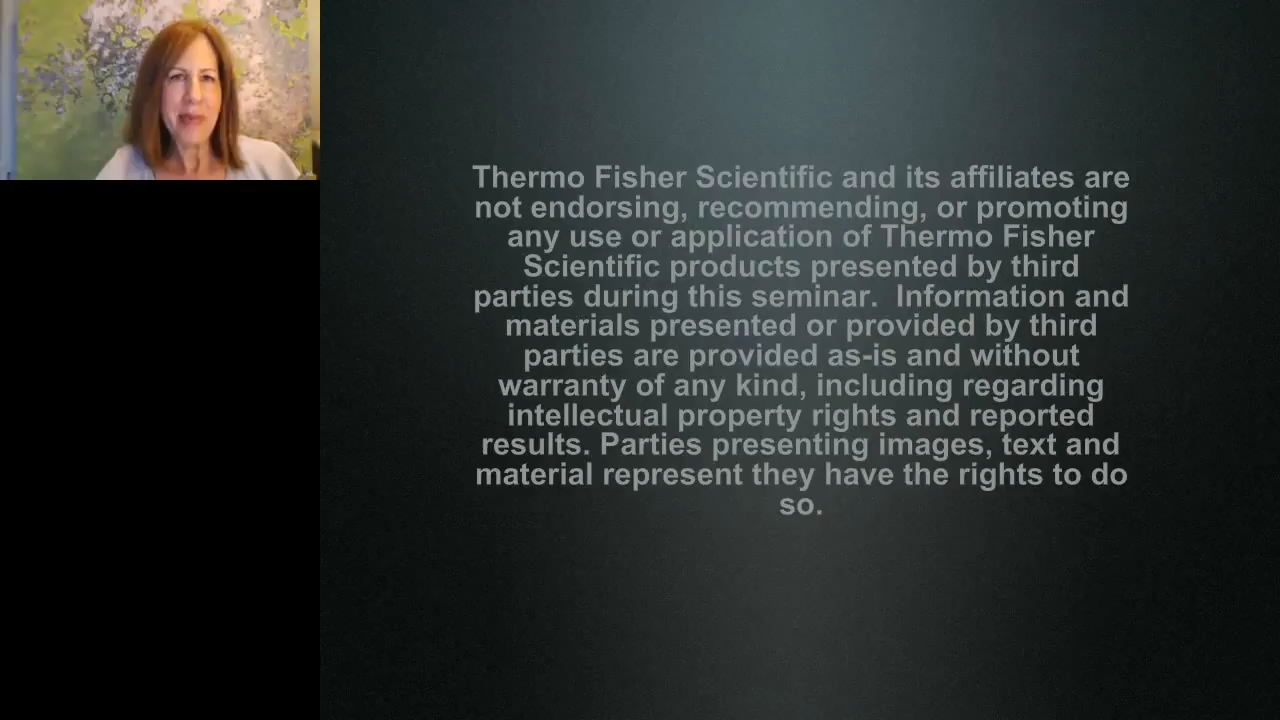 Thermo Fisher Scientific and its affiliates are
not endorsing, recommending, or promoting
any use or application of Thermo Fisher
Scientific products presented by third
parties during this seminar.  Information and
materials presented or provided by third
parties are provided as-is and without
warranty of any kind, including regarding
intellectual property rights and reported
results. Parties presenting images, text and
material represent they have the rights to do
so.